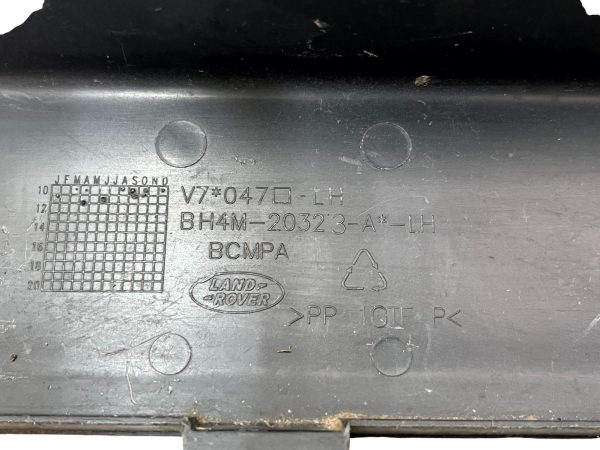 JFMAMJJASOND
10
12
14
16
18
20
V7*047□-LH
BH4M-20323-A*-LH
BCMPA
LAND-
-ROVER
>PP P<